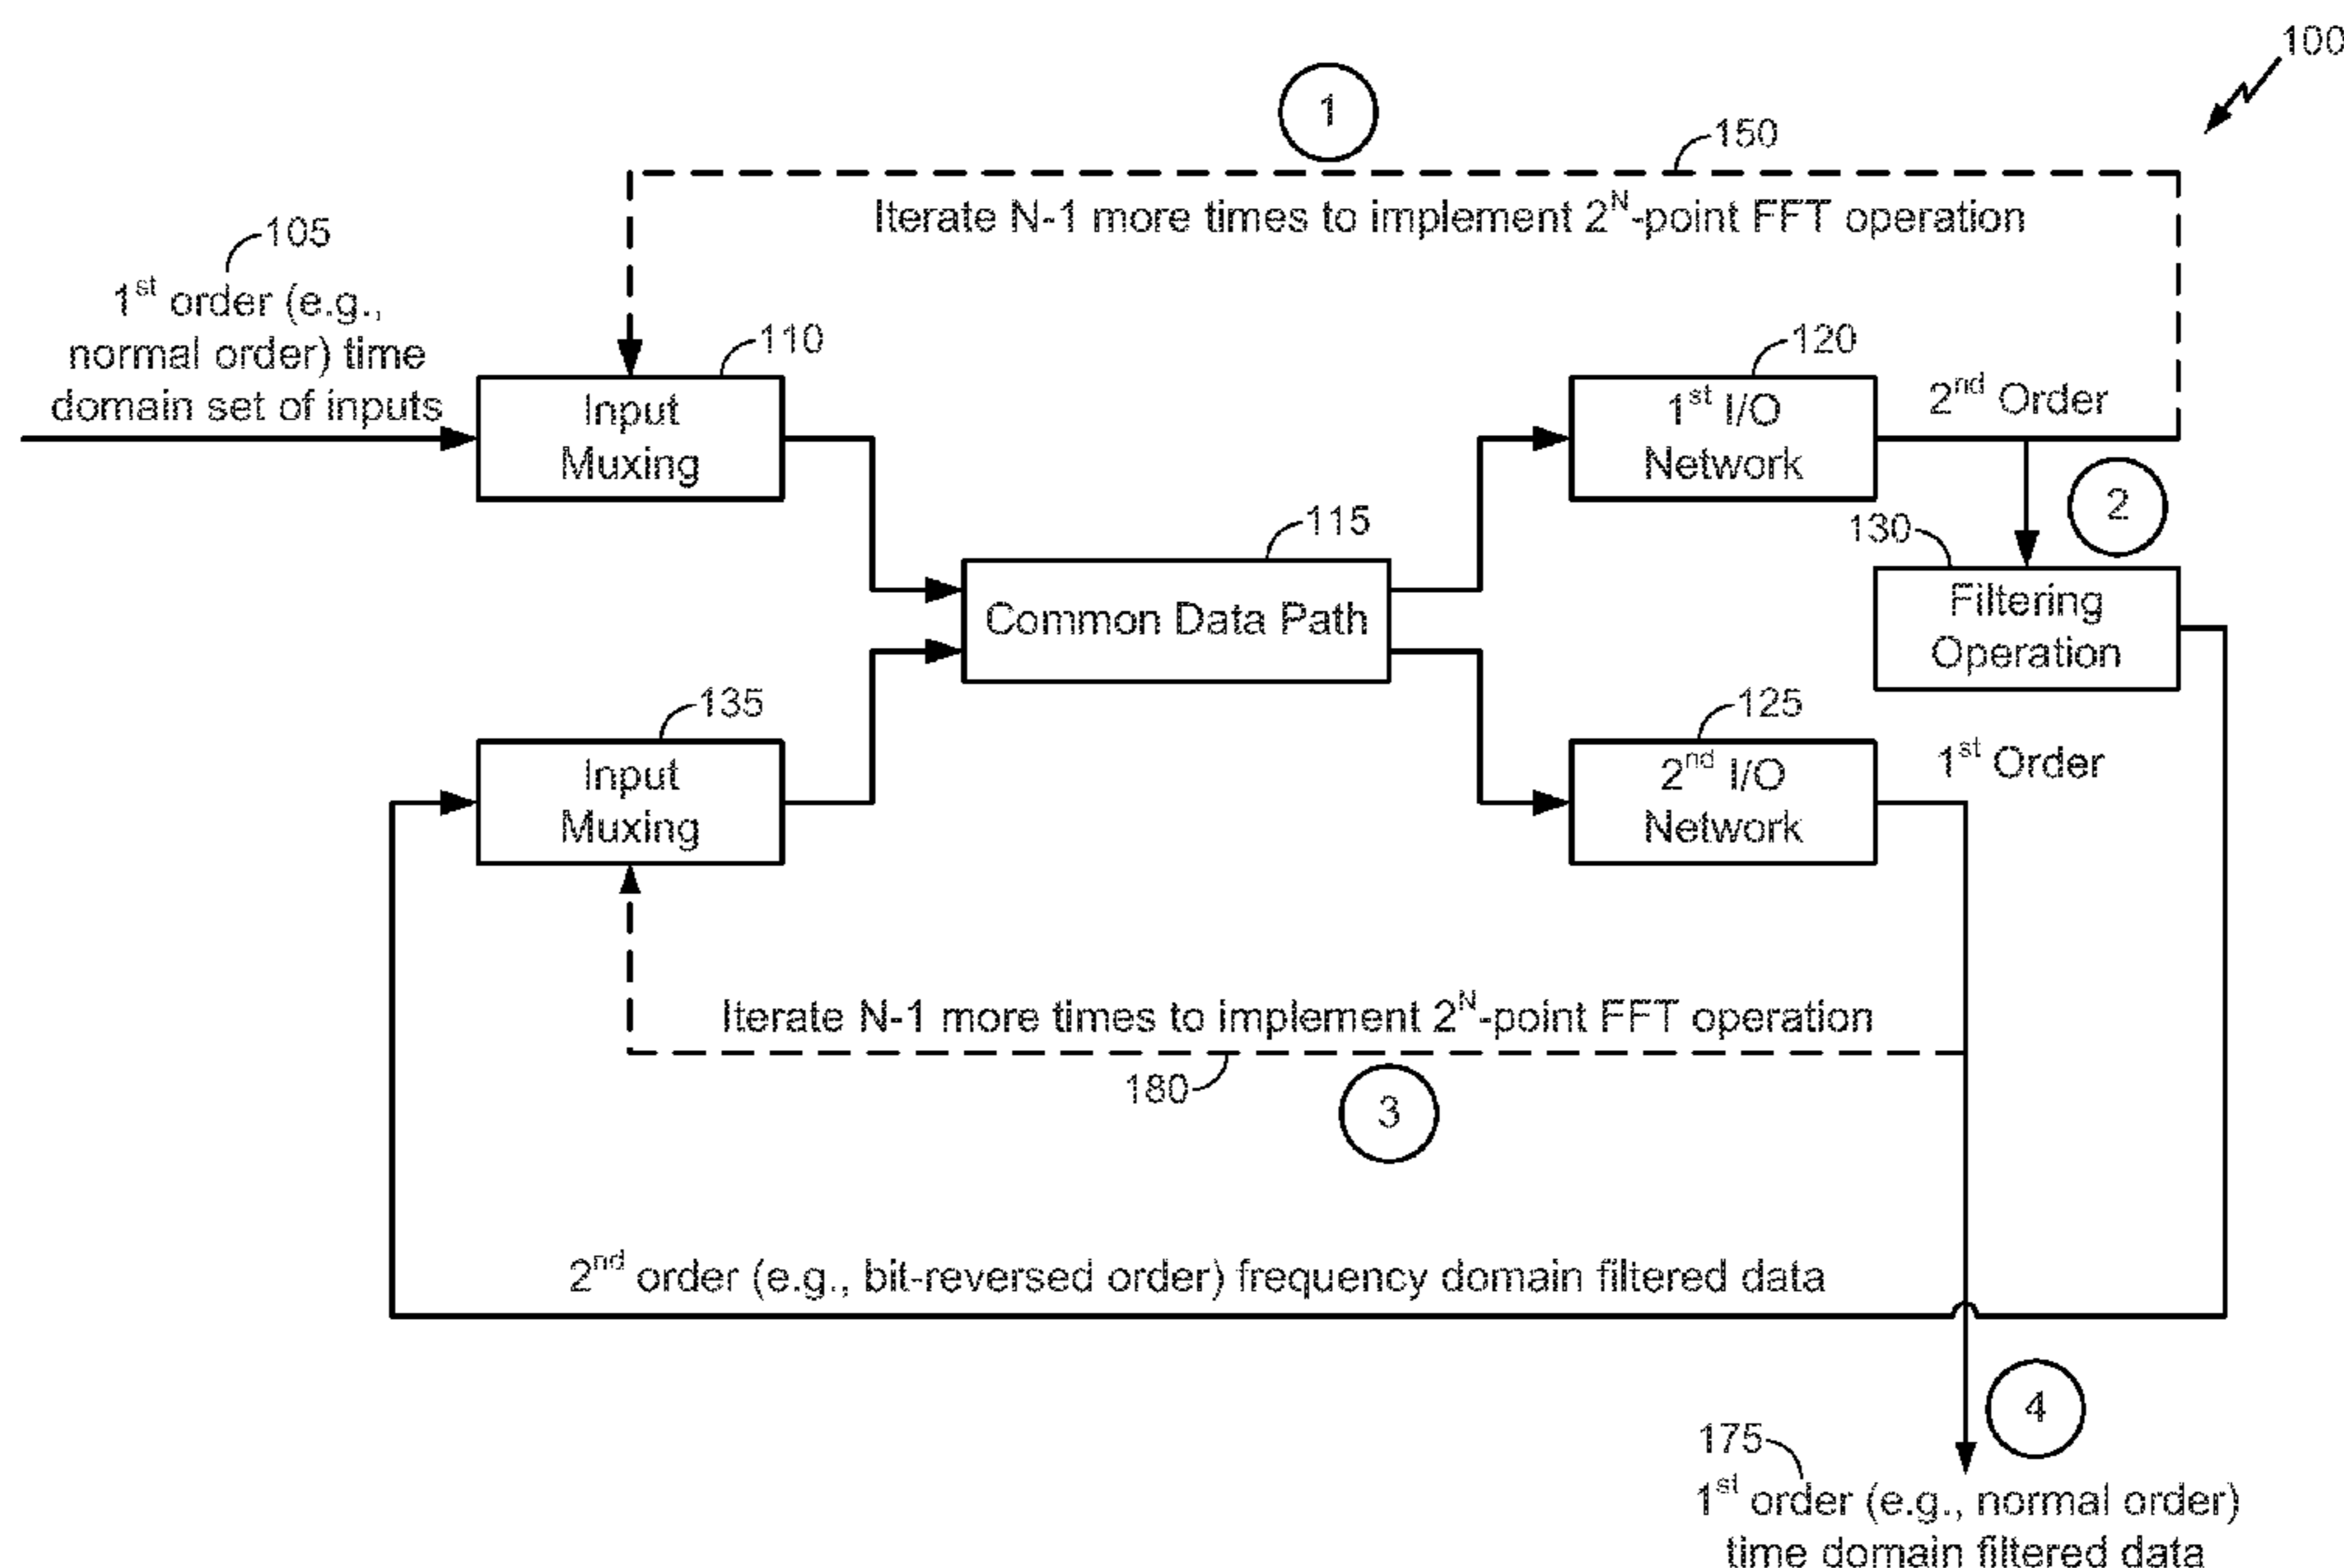 100
1
150
Iterate N-1 more times to implement 2^N-point FFT operation
105
1st order (e.g.,
normal order) time
domain set of inputs
110
Input
Muxing
120
1st I/O
Network
2nd Order
2
115
Common Data Path
130
Filtering
Operation
135
Input
Muxing
125
2nd I/O
Network
1st Order
Iterate N-1 more times to implement 2^N-point FFT operation
180
3
2nd order (e.g., bit-reversed order) frequency domain filtered data
4
175
1st order (e.g., normal order)
time domain filtered data